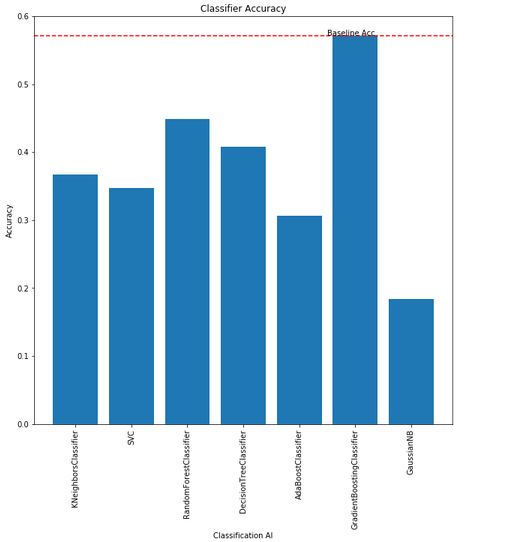 Classifier Accuracy
0.6
Baseline Acc
0.5
0.4
0.3
0.2
0.1
0.0
Accuracy
KNeighborsClassifier
SVC
RandomForestClassifier
DecisionTreeClassifier
AdaBoostClassifier
GradientBoostingClassifier
GaussianNB
Classification AI